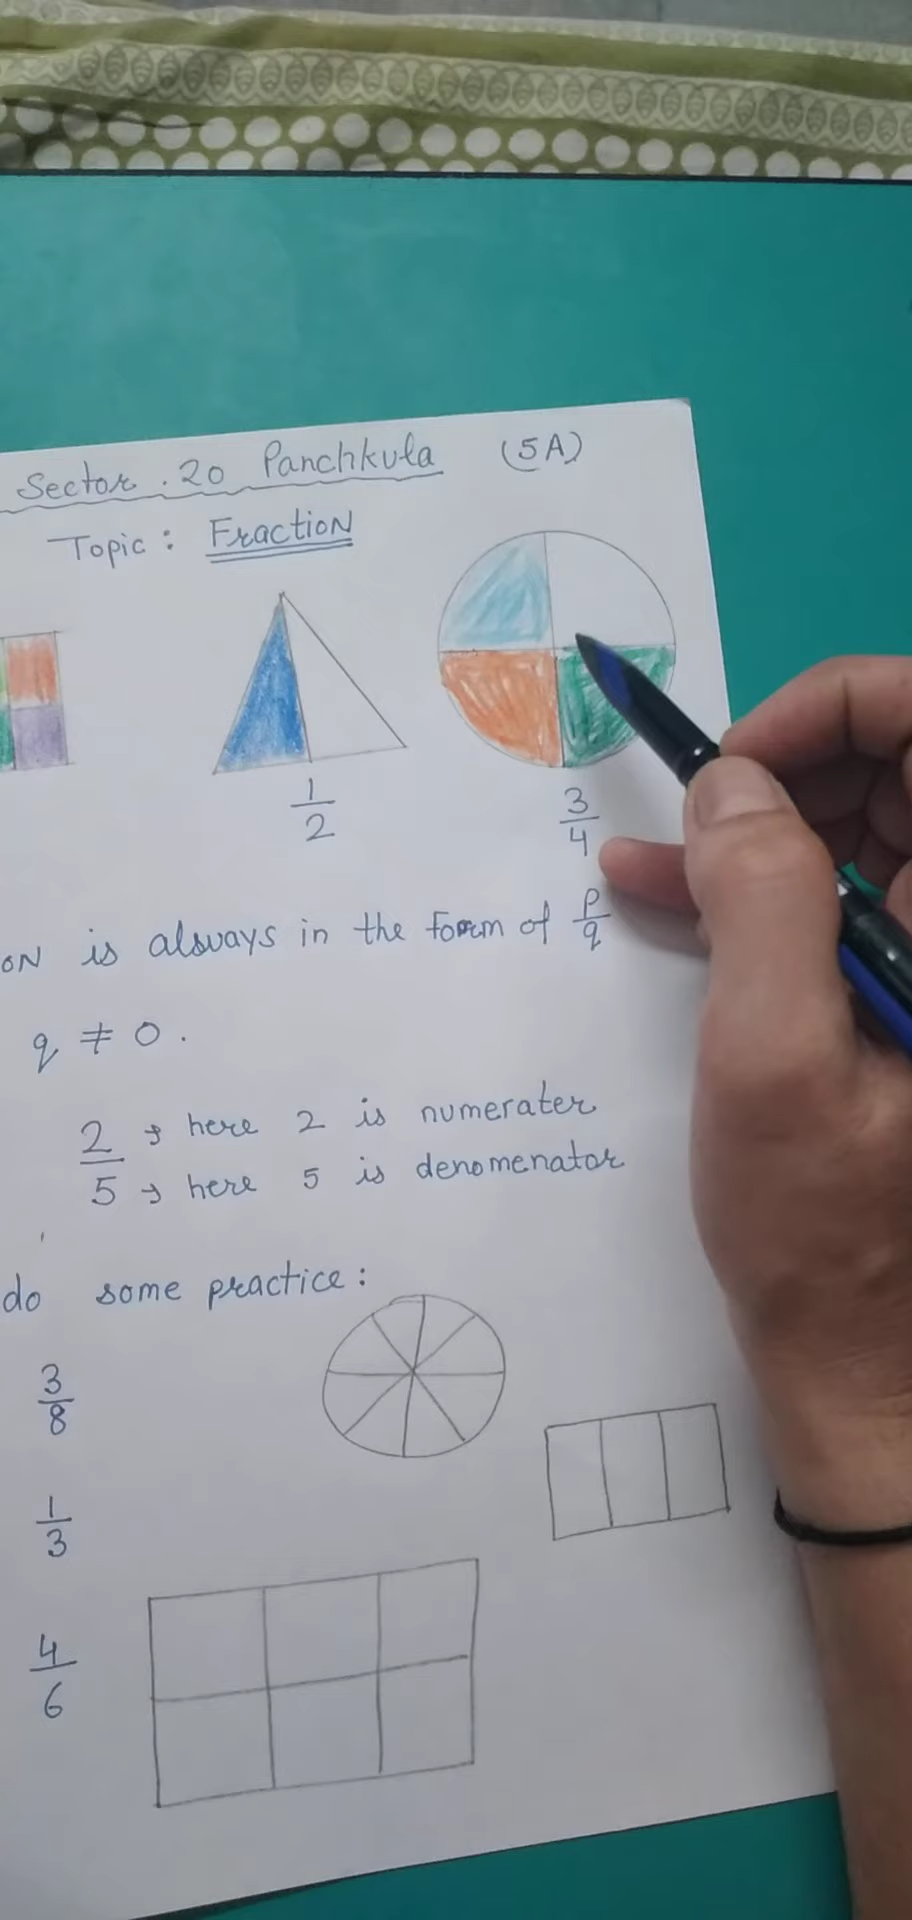 Sector .20 Panchkula (5A)
Topic : FractioN
1/2
3/4
oN is always in the form of p/q
q ≠ 0 .
2/5
→ here 2 is numerater
→ here 5 is denomenator
do some practice :
3/8
1/3
4/6